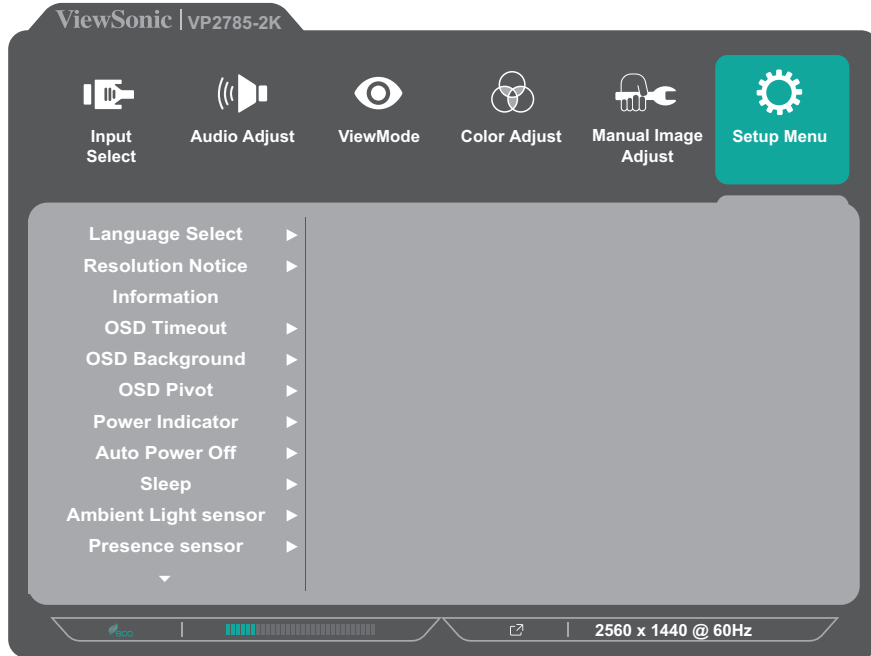 ViewSonic | VP2785-2K
Input Select
Audio Adjust
ViewMode
Color Adjust
Manual Image Adjust
Setup Menu
Language Select
Resolution Notice
Information
OSD Timeout
OSD Background
OSD Pivot
Power Indicator
Auto Power Off
Sleep
Ambient Light sensor
Presence sensor
eco
2560 x 1440 @ 60Hz